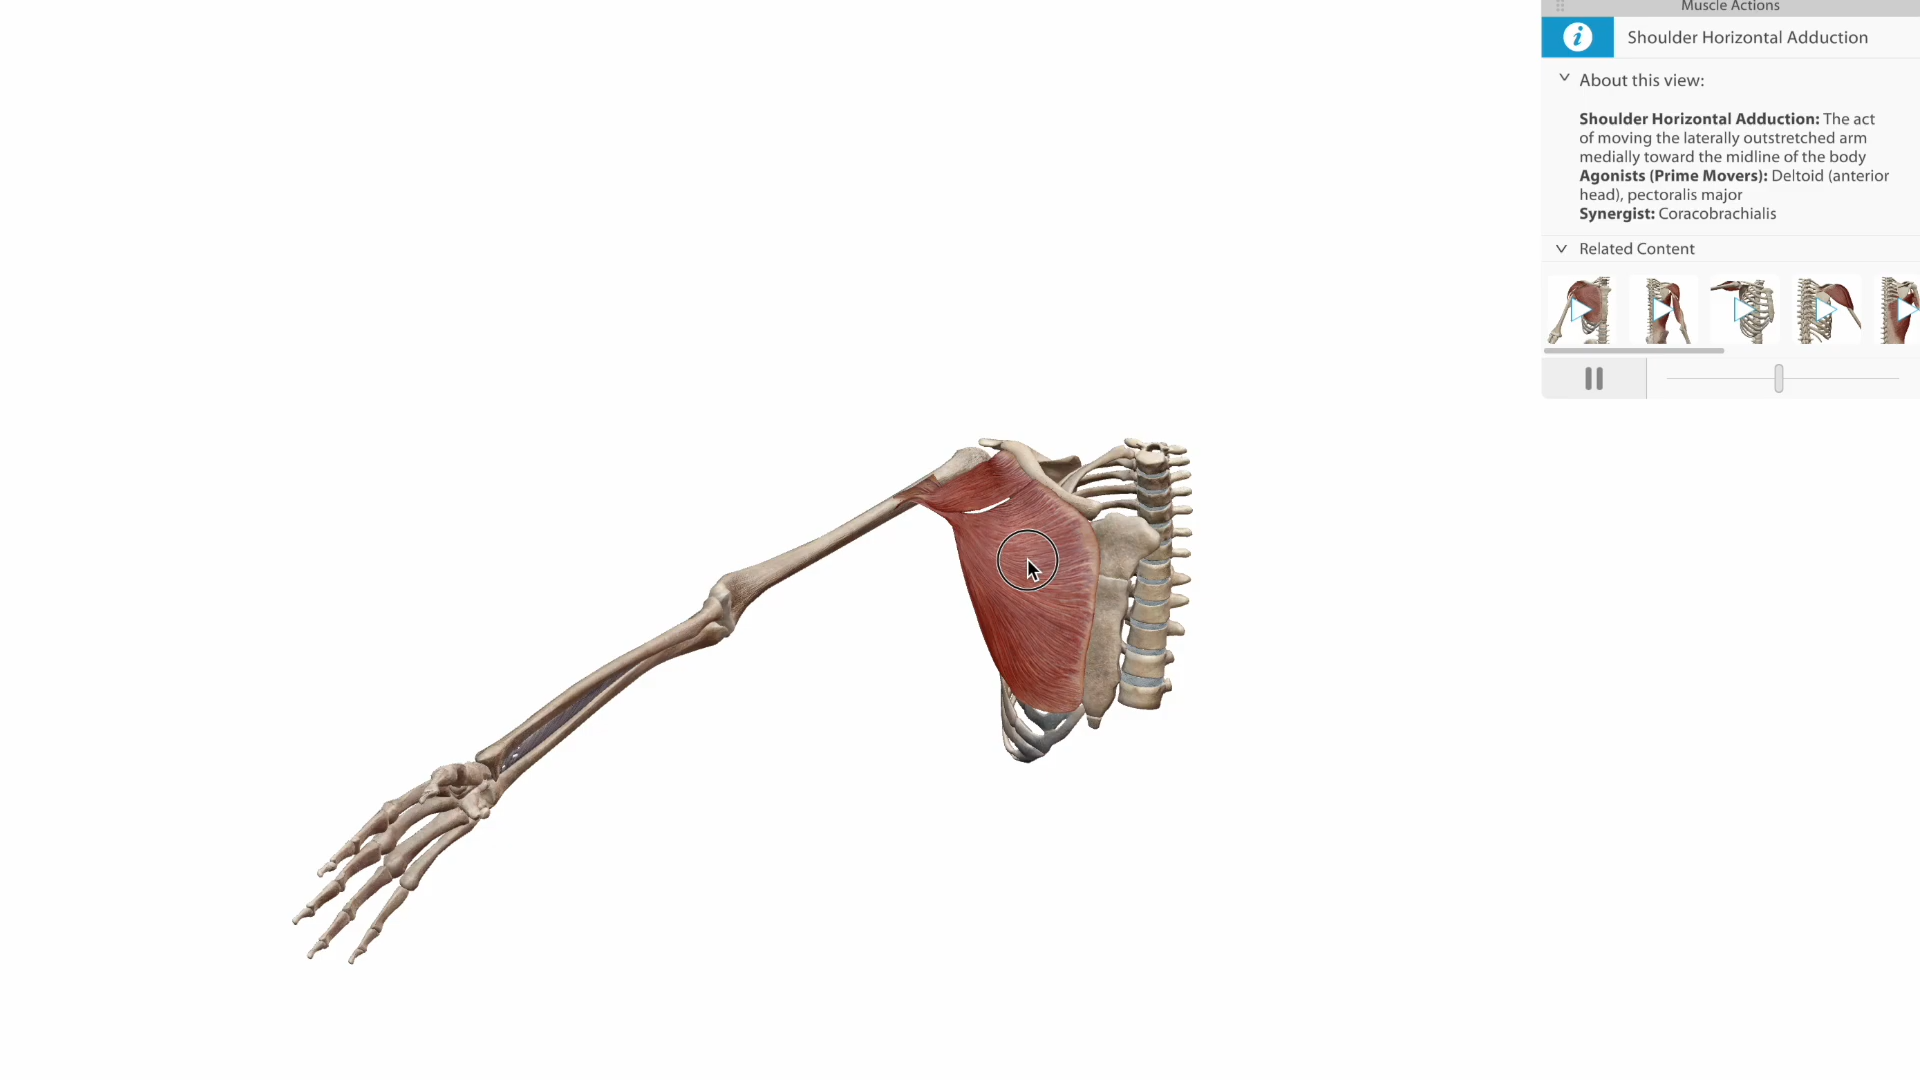 Muscle Actions
i Shoulder Horizontal Adduction
About this view:
Shoulder Horizontal Adduction: The act
of moving the laterally outstretched arm
medially toward the midline of the body
Agonists (Prime Movers): Deltoid (anterior
head), pectoralis major
Synergist: Coracobrachialis
Related Content